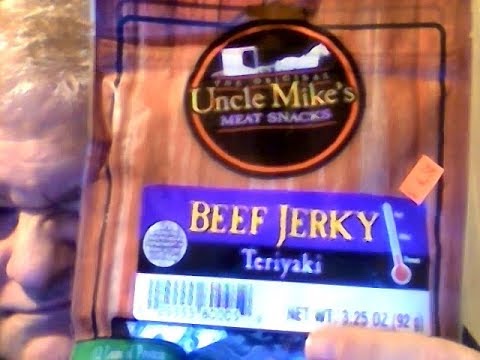 THE ORIGINAL
Uncle Mike's
MEAT SNACKS
BEEF JERKY
Teriyaki
NET WT. 3.25 OZ (92 g)